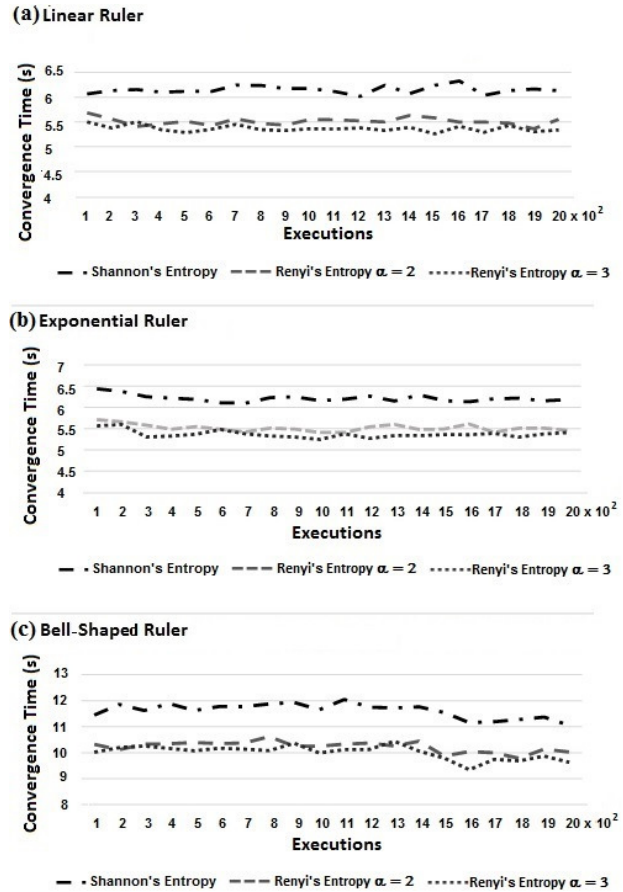 (a) Linear Ruler
Convergence Time (s)
6.5
6
5.5
5
4.5
4
1 2 3 4 5 6 7 8 9 10 11 12 13 14 15 16 17 18 19 20 x 10²
Executions
Shannon's Entropy Renyi's Entropy α = 2 Renyi's Entropy α = 3
(b) Exponential Ruler
Convergence Time (s)
7
6.5
6
5.5
5
4.5
4
1 2 3 4 5 6 7 8 9 10 11 12 13 14 15 16 17 18 19 20 x 10²
Executions
Shannon's Entropy Renyi's Entropy α = 2 Renyi's Entropy α = 3
(c) Bell-Shaped Ruler
Convergence Time (s)
13
12
11
10
9
8
1 2 3 4 5 6 7 8 9 10 11 12 13 14 15 16 17 18 19 20 x 10²
Executions
Shannon's Entropy Renyi's Entropy α = 2 Renyi's Entropy α = 3